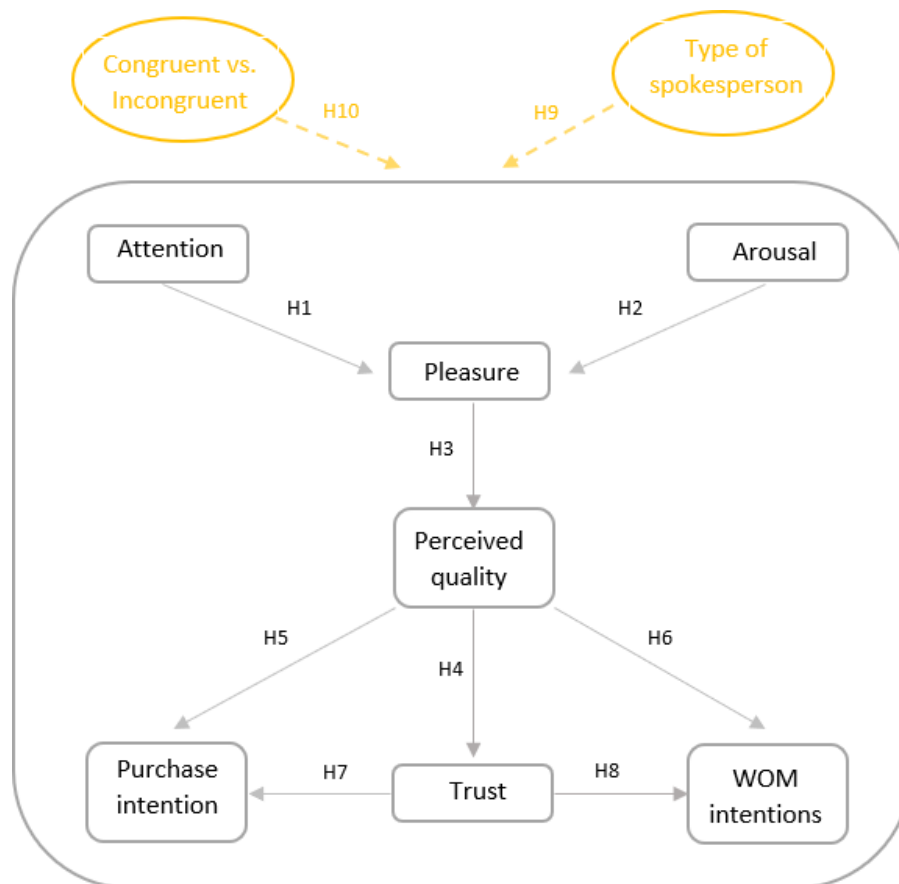 Congruent vs.
Incongruent
Type of
spokesperson
H10
H9
Attention
Arousal
H1
H2
Pleasure
H3
Perceived
quality
H5
H4
H6
Purchase
intention
H7
Trust
H8
WOM
intentions